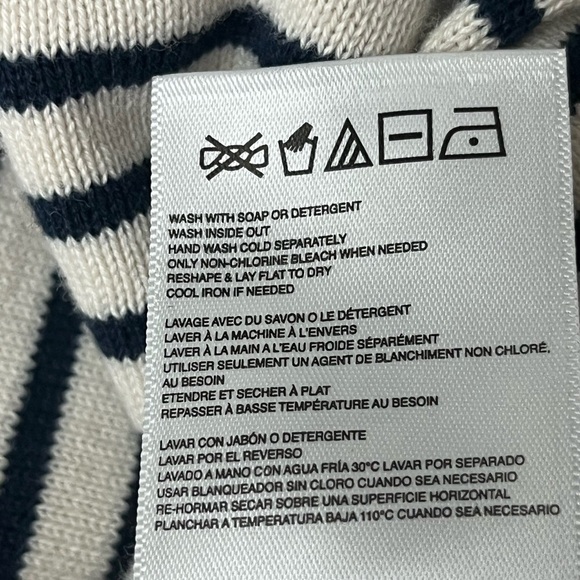 WASH WITH SOAP OR DETERGENT
WASH INSIDE OUT
HAND WASH COLD SEPARATELY
ONLY NON-CHLORINE BLEACH WHEN NEEDED
RESHAPE & LAY FLAT TO DRY
COOL IRON IF NEEDED
LAVAGE AVEC DU SAVON O LE DÉTERGENT
LAVER À LA MACHINE À L'ENVERS
LAVER À LA MAIN A L'EAU FROIDE SÉPARÉMENT
UTILISER SEULEMENT UN AGENT DE BLANCHIMENT NON CHLORÉ.
AU BESOIN
ETENDRE ET SECHER À PLAT
REPASSER À BASSE TEMPÉRATURE AU BESOIN.
LAVAR CON JABÓN O DETERGENTE
LAVAR POR EL REVERSO
LAVADO A MANO CON AGUA FRÍA 30°C LAVAR POR SEPARADO
USAR BLANQUEADOR SIN CLORO CUANDO SEA NECESARIO
RE-HORMAR SECAR SOBRE UNA SUPERFICIE HORIZONTAL
PLANCHAR A TEMPERATURA BAJA 110°C CUANDO SEA NECESARIO